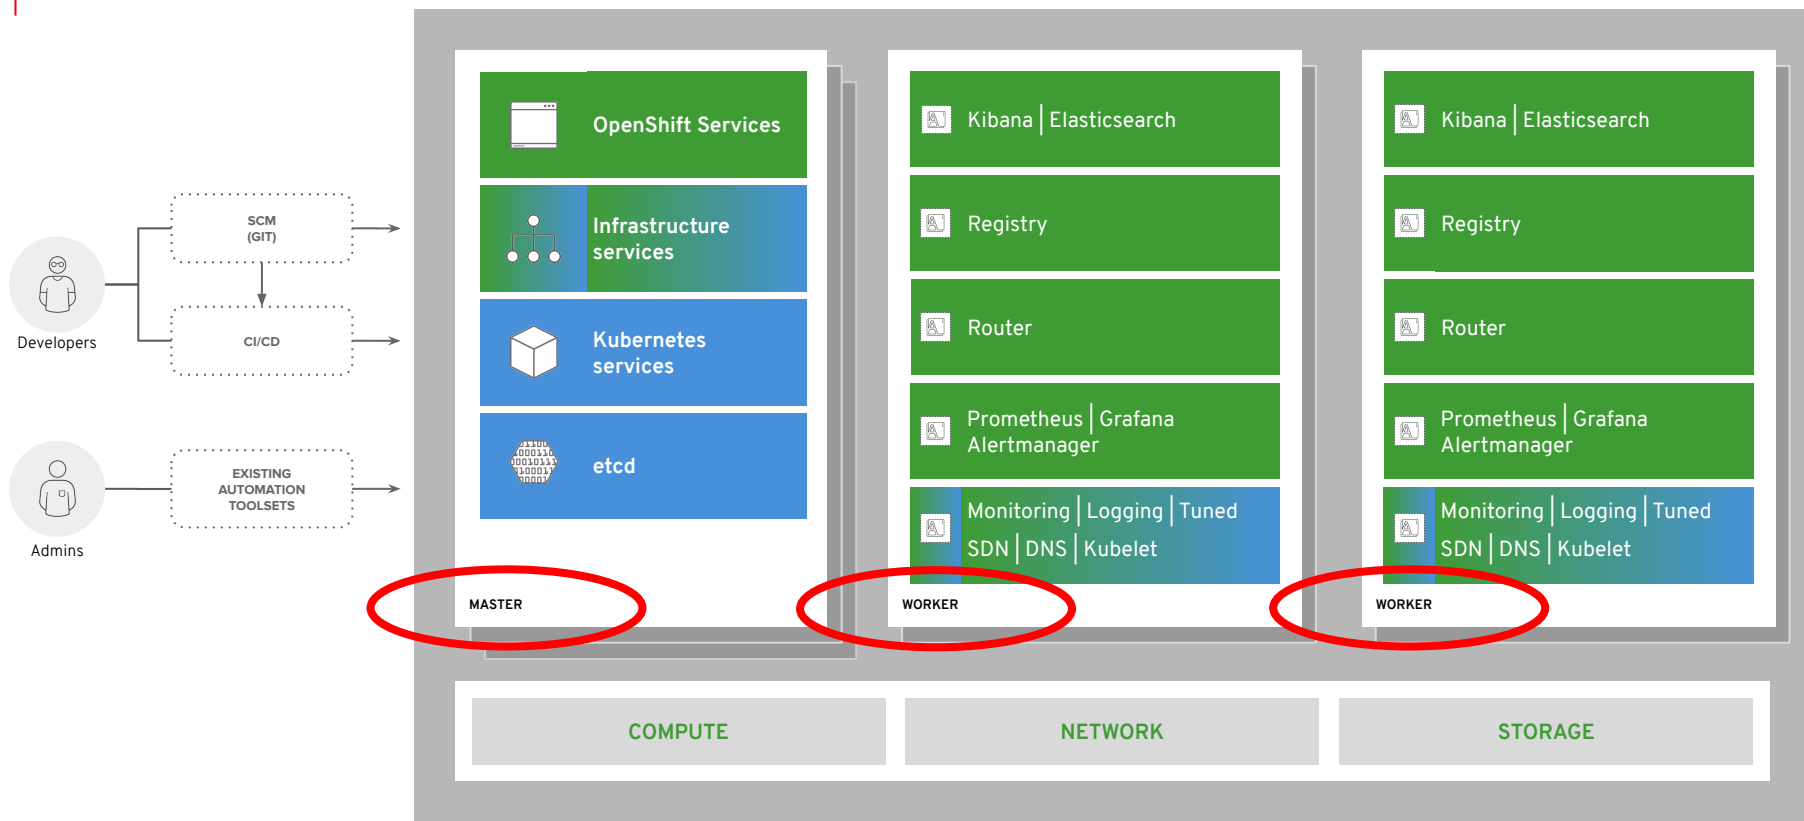 SCM
(GIT)
CI/CD
Developers
EXISTING
AUTOMATION
TOOLSETS
Admins
OpenShift Services
Infrastructure
services
Kubernetes
services
etcd
MASTER
Kibana | Elasticsearch
Registry
Router
Prometheus | Grafana
Alertmanager
Monitoring | Logging | Tuned
SDN | DNS | Kubelet
WORKER
Kibana | Elasticsearch
Registry
Router
Prometheus | Grafana
Alertmanager
Monitoring | Logging | Tuned
SDN | DNS | Kubelet
WORKER
COMPUTE
NETWORK
STORAGE